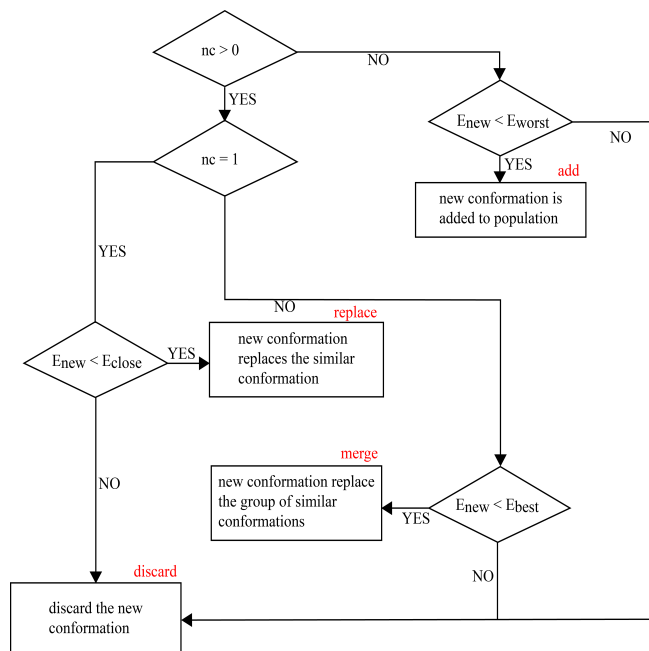 nc > 0
NO
YES
Enew < Eworst
NO
YES
add
nc = 1
new conformation is
added to population
YES
NO
replace
Enew < Eclose
YES
new conformation
replaces the similar
conformation
merge
NO
new conformation replace
the group of similar
conformations
YES
Enew < Ebest
NO
discard
discard the new
conformation